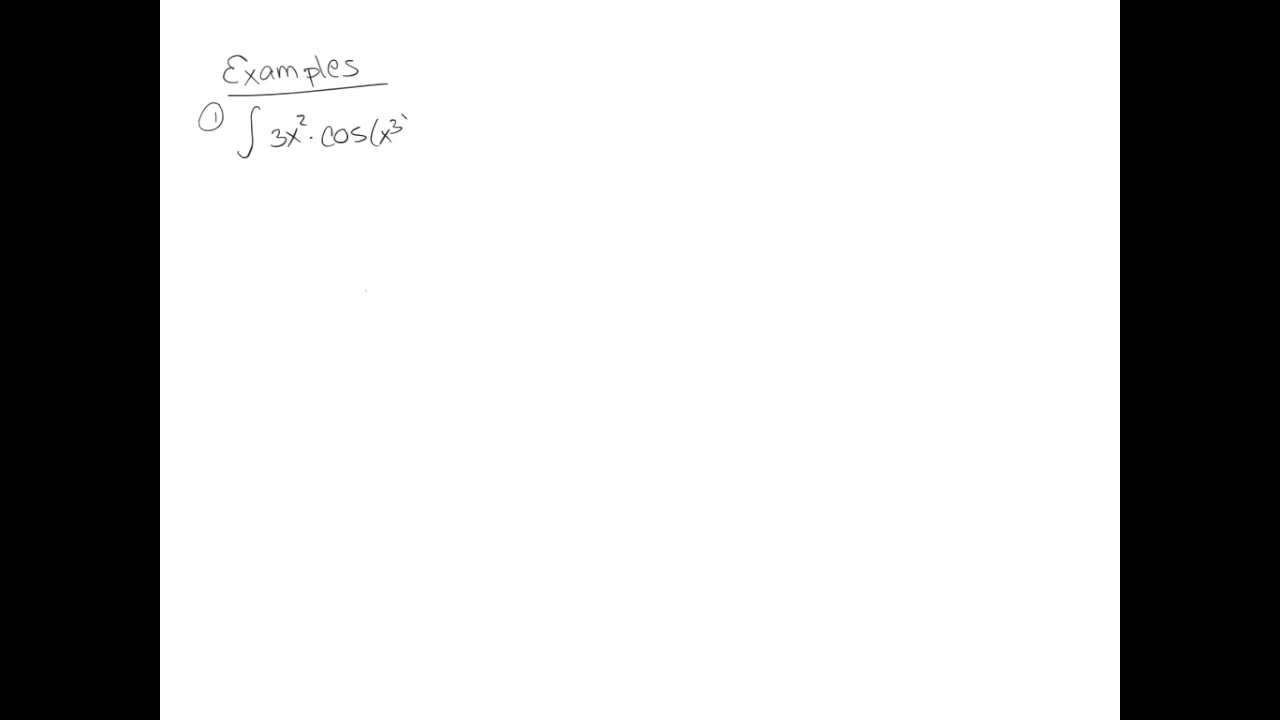 Examples
① ∫ 3x² · cos(x³